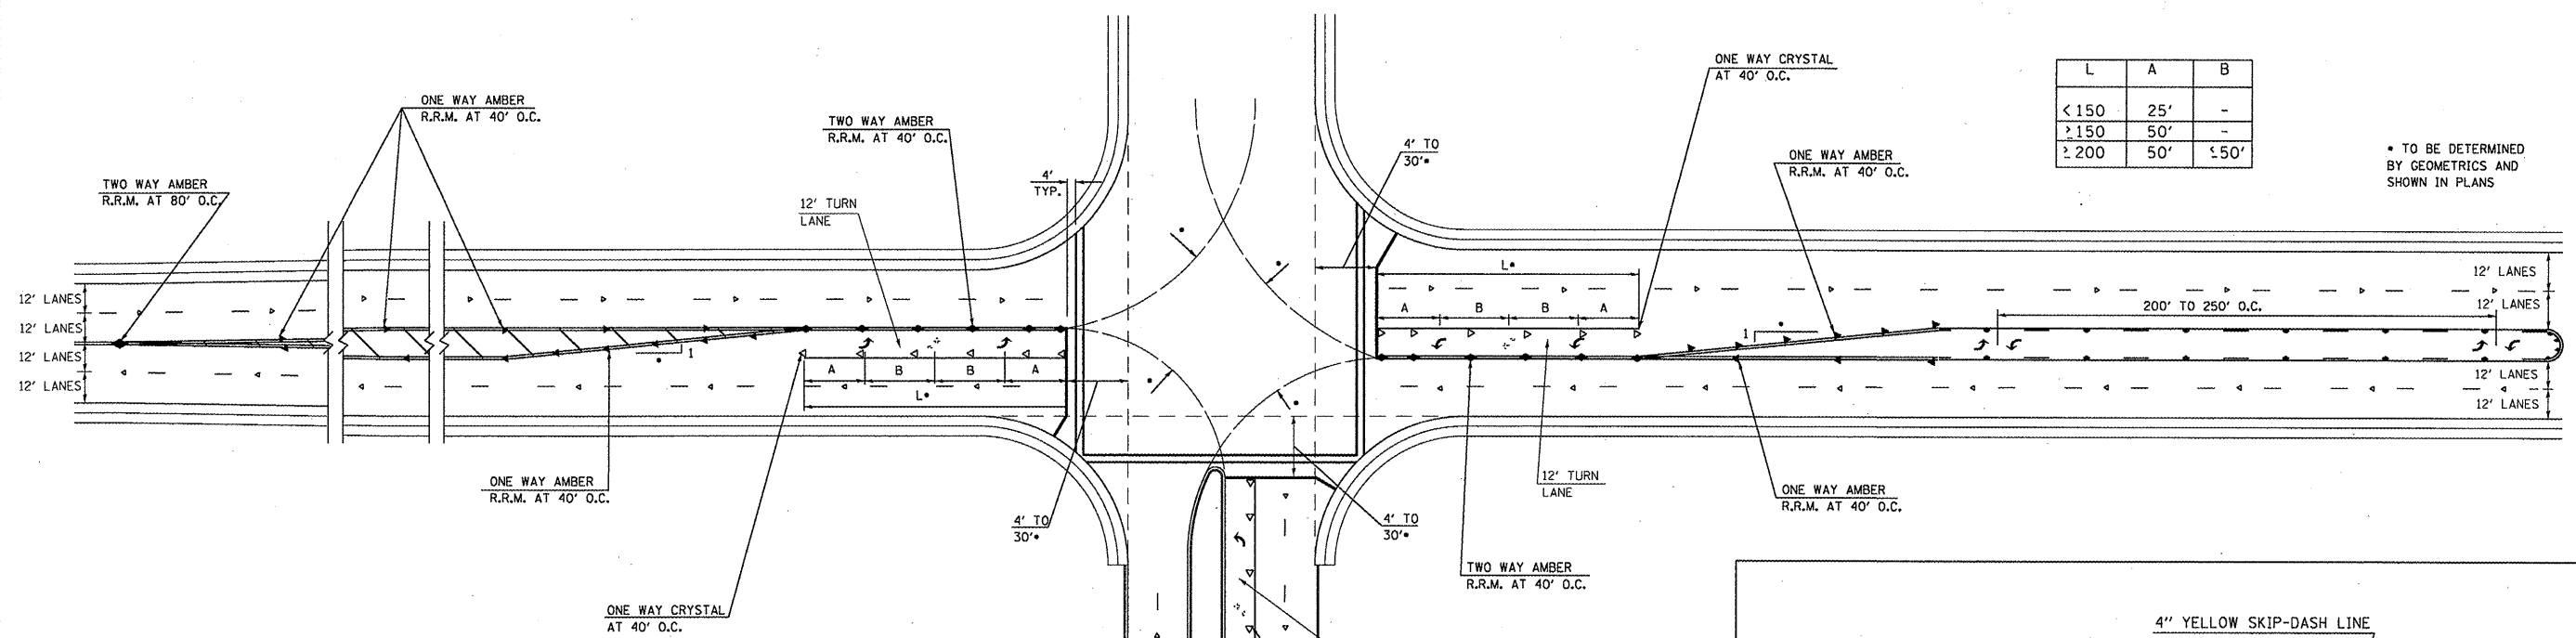 ONE WAY CRYSTAL
AT 40' O.C.
L A B
<150 25' -
≥150 50' -
≥200 50' ≤50'
ONE WAY AMBER
R.R.M. AT 40' O.C.
TWO WAY AMBER
R.R.M. AT 40' O.C.
4' TO
30'•
ONE WAY AMBER
R.R.M. AT 40' O.C.
• TO BE DETERMINED
BY GEOMETRICS AND
SHOWN IN PLANS
TWO WAY AMBER
R.R.M. AT 80' O.C.
4'
TYP.
12' TURN
LANE
12' LANES
12' LANES
12' LANES
12' LANES
L•
A B B A
1
•
200' TO 250' O.C.
12' LANES
12' LANES
12' LANES
12' LANES
• 1
A B B A
L•
•
•
•
•
ONE WAY AMBER
R.R.M. AT 40' O.C.
12' TURN
LANE
ONE WAY AMBER
R.R.M. AT 40' O.C.
4' TO
30'•
4' TO
30'•
TWO WAY AMBER
R.R.M. AT 40' O.C.
ONE WAY CRYSTAL
AT 40' O.C.
4" YELLOW SKIP-DASH LINE